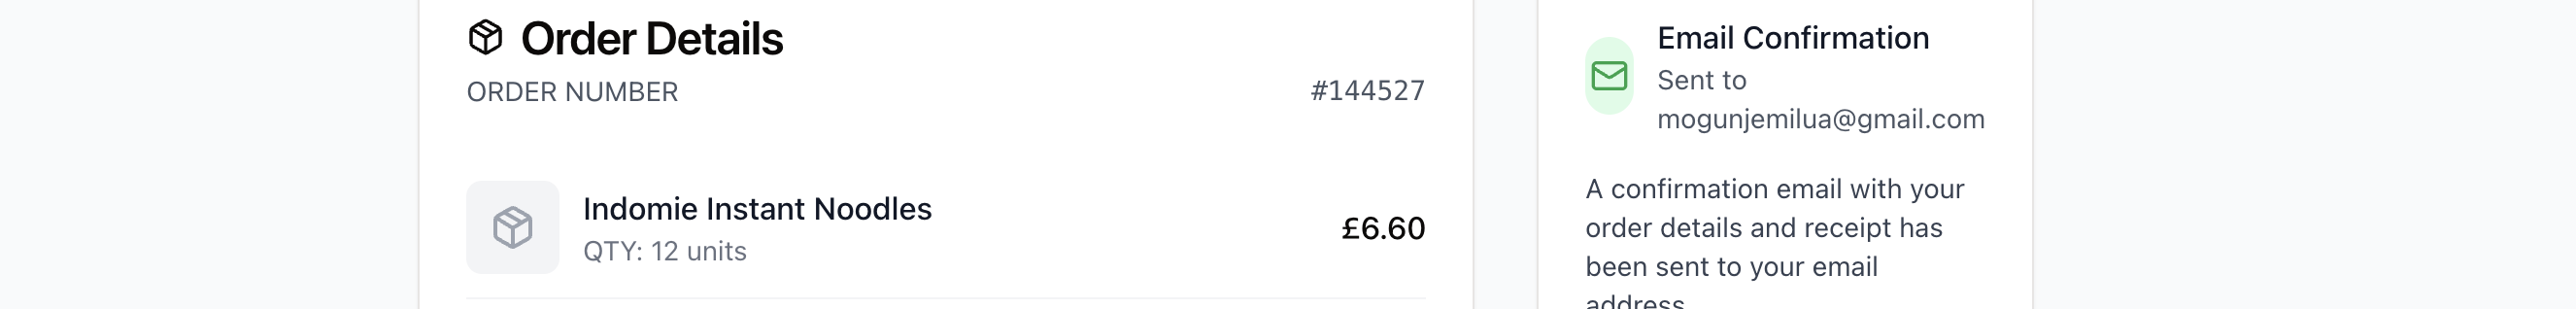 Order Details
ORDER NUMBER
#144527
Indomie Instant Noodles
QTY: 12 units
£6.60
Email Confirmation
Sent to
mogunjemilua@gmail.com
A confirmation email with your
order details and receipt has
been sent to your email
address